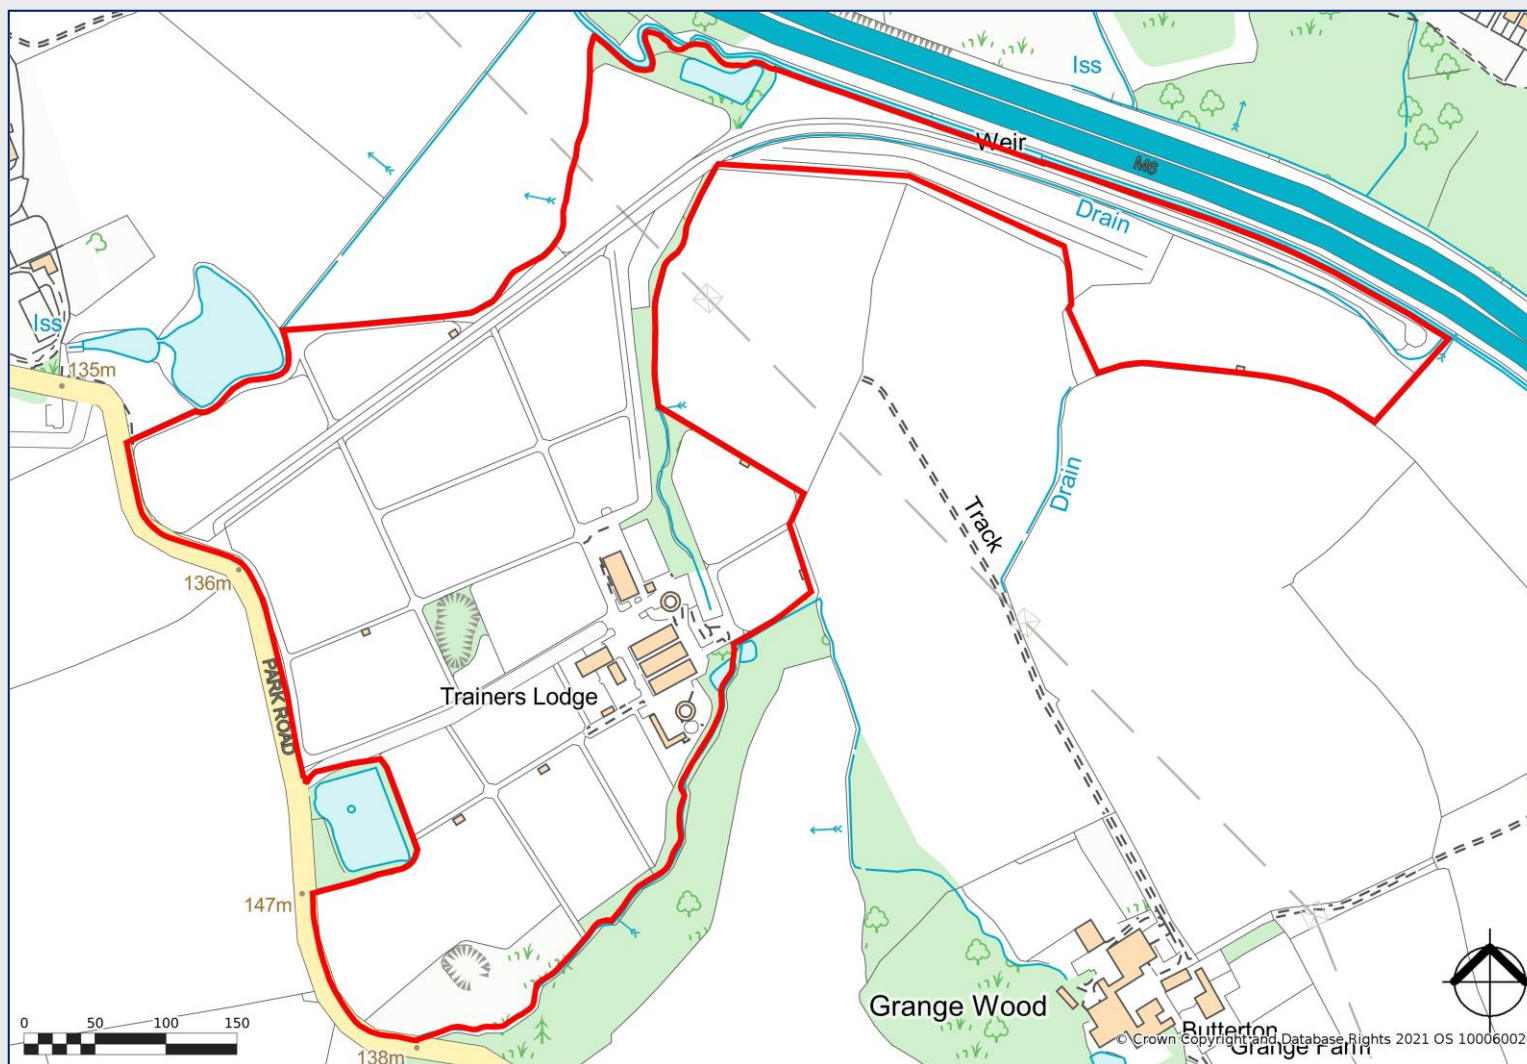 Iss
Weir
M6
Drain
Iss
135m
136m
Track
Drain
PARK ROAD
Trainers Lodge
147m
Grange Wood
0 50 100 150
138m
Butterton
Grange Farm
© Crown Copyright and Database Rights 2021 OS 10006002